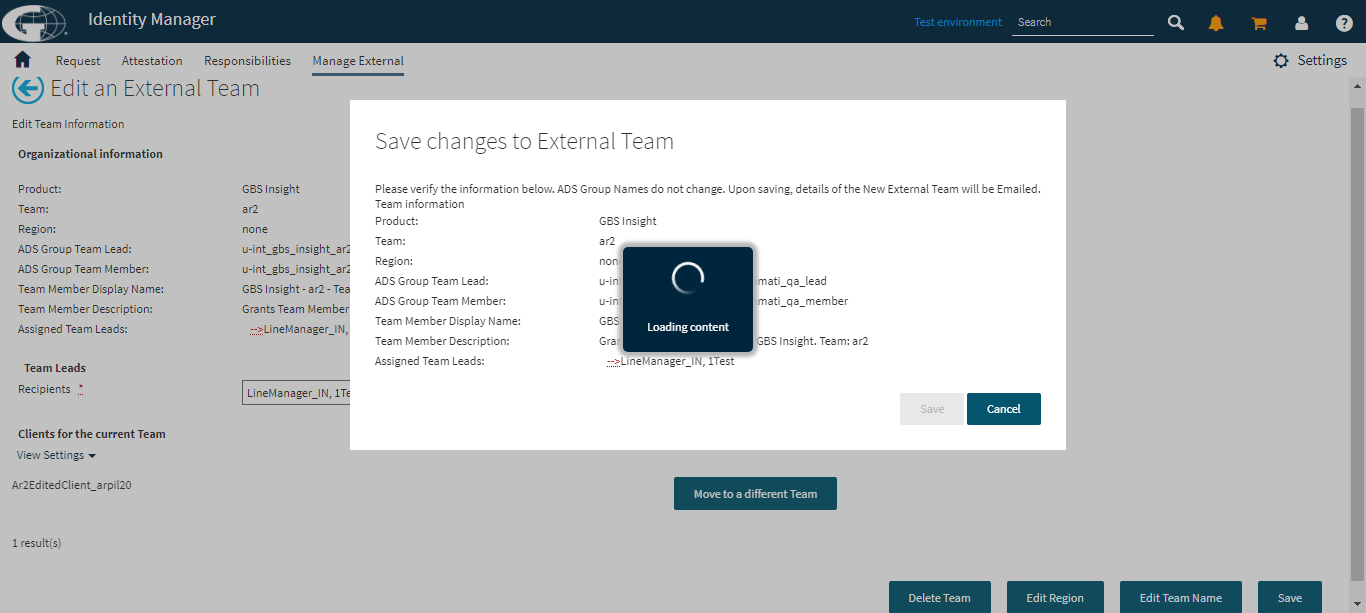 Identity Manager
Test environment
Search
Request
Attestation
Responsibilities
Manage External
Settings
Edit an External Team
Edit Team Information
Organizational information
Product: GBS Insight
Team: ar2
Region: none
ADS Group Team Lead: u-int_gbs_insight_ar2
ADS Group Team Member: u-int_gbs_insight_ar2
Team Member Display Name: GBS Insight - ar2 - Tea
Team Member Description: Grants Team Member
Assigned Team Leads: -->LineManager_IN,
Team Leads
Recipients *
LineManager_IN, 1Te
Clients for the current Team
View Settings
Ar2EditedClient_arpil20
1 result(s)
Save changes to External Team
Please verify the information below. ADS Group Names do not change. Upon saving, details of the New External Team will be Emailed.
Team information
Product: GBS Insight
Team: ar2
Region: non
ADS Group Team Lead: u-in mati_qa_lead
ADS Group Team Member: u-in mati_qa_member
Team Member Display Name: GBS
Team Member Description: Gra GBS Insight. Team: ar2
Assigned Team Leads: -->LineManager_IN, 1Test
Loading content
Save
Cancel
Move to a different Team
Delete Team
Edit Region
Edit Team Name
Save